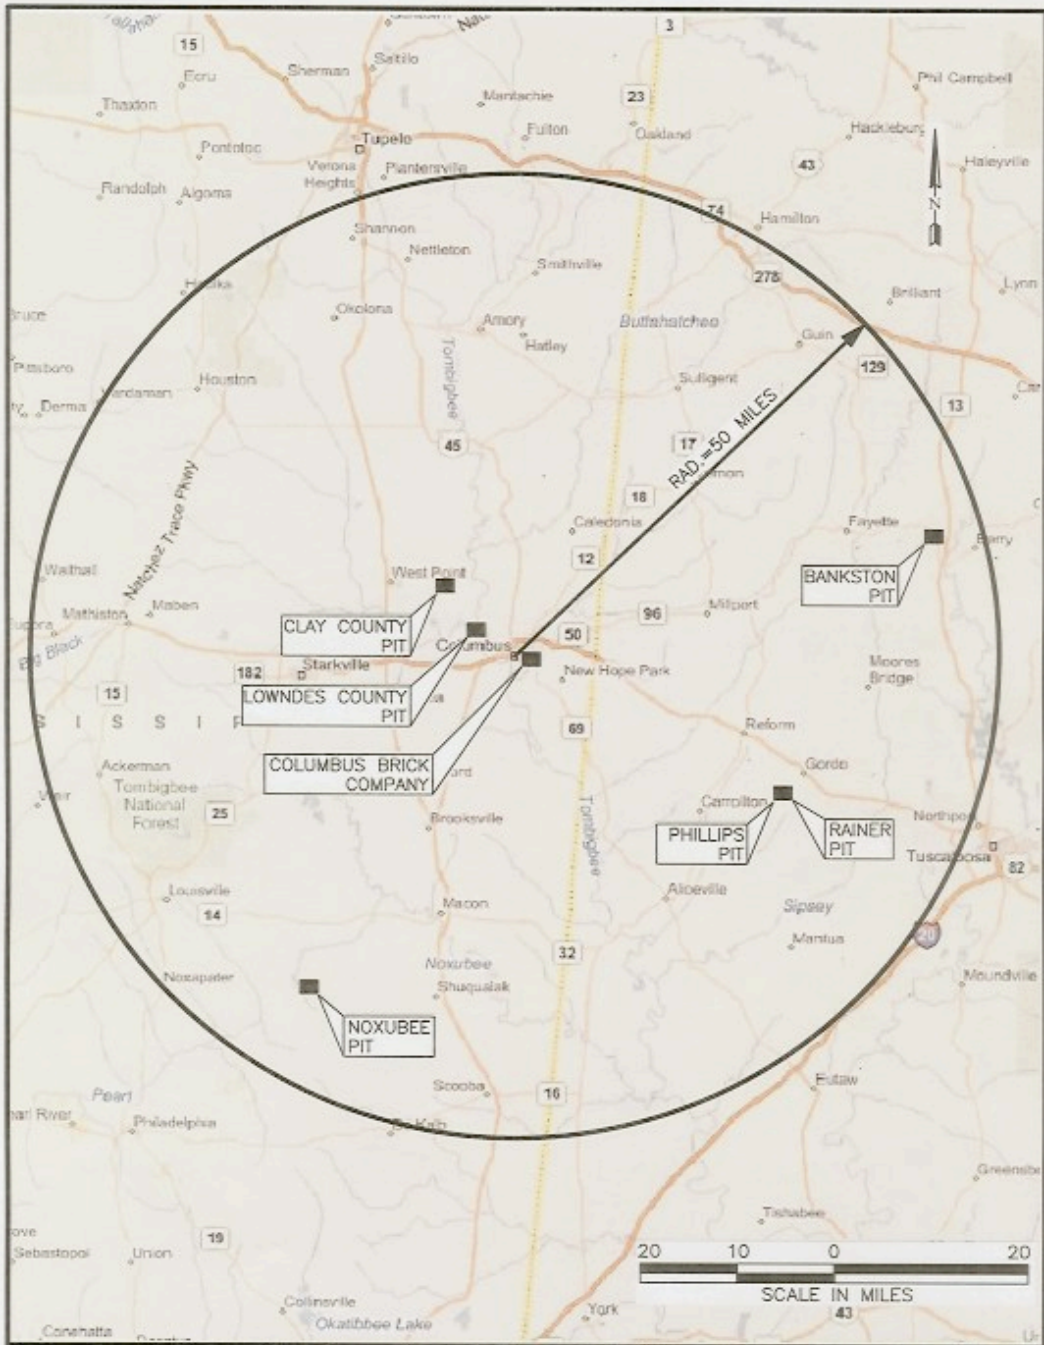 3
15
Saltillo
Sherman
Ecru
Phil Campbell
Mantachie
23
Thaxton
Fulton
Oakland
Hackleburg
Tupelo
Pontotoc
Verona
Heights
Plantersville
43
Haleyville
Randolph
Algoma
N
74
Hamilton
Shannon
Nettleton
Smithville
278
Lynn
Brilliant
Okolona
Amory
Hatley
Buttahatchee
Guin
Tombigbee
Pittsboro
129
Houston
Sulligent
Vardaman
Derma
13
45
17
RAD.=50 MILES
Natchez Trace Pkwy
18
Caledonia
Fayette
Berry
12
Walthall
West Point
BANKSTON
PIT
Mathiston
Maben
96
Millport
CLAY COUNTY
PIT
Columbus
50
Big Black
182
Starkville
New Hope Park
Moores
Bridge
15
LOWNDES COUNTY
PIT
S I S S I P
69
Reform
COLUMBUS BRICK
COMPANY
Ackerman
Gordo
Tombigbee
National
Forest
25
Tombigbee
Carrollton
Brooksville
PHILLIPS
PIT
RAINER
PIT
Northport
Tuscaloosa
82
Louisville
Aliceville
14
Macon
Sipsey
20
Mantua
32
Noxubee
Noxapater
Shuqualak
Moundville
NOXUBEE
PIT
Scooba
16
Eutaw
Pearl
Pearl River
Philadelphia
De Kalb
Greensbo
Tishabee
19
Sebastopol
Union
20 10 0 20
SCALE IN MILES
43
Collinsville
Okatibbee Lake
York
Conehatta